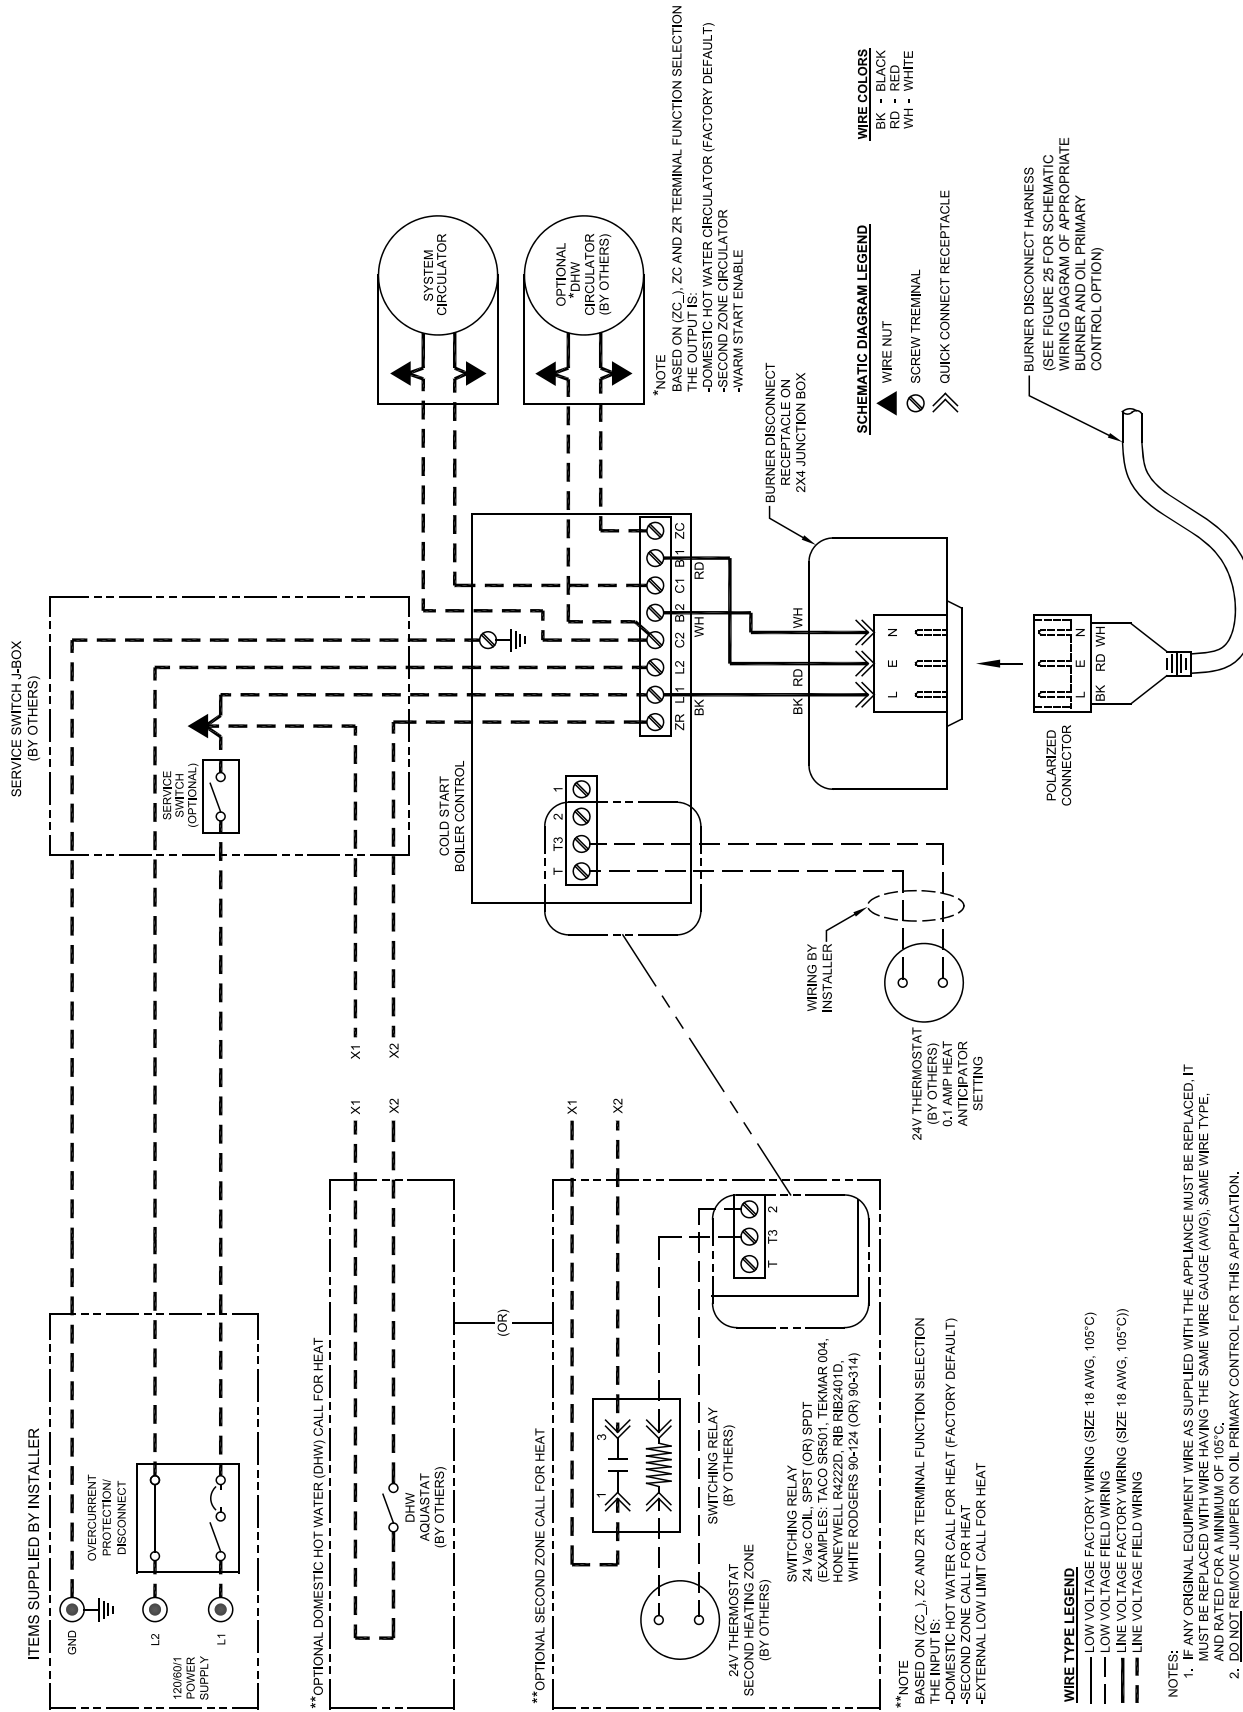 ITEMS SUPPLIED BY INSTALLER
GND
L2
L1
120/60/1
POWER
SUPPLY
OVERCURRENT
PROTECTION/
DISCONNECT
SERVICE SWITCH J-BOX
(BY OTHERS)
SERVICE
SWITCH
(OPTIONAL)
**OPTIONAL DOMESTIC HOT WATER (DHW) CALL FOR HEAT
X1
X2
X1
X2
DHW
AQUASTAT
(BY OTHERS)
(OR)
**OPTIONAL SECOND ZONE CALL FOR HEAT
X1
X2
1
3
SWITCHING RELAY
(BY OTHERS)
24V THERMOSTAT
SECOND HEATING ZONE
(BY OTHERS)
T
T3
2
SWITCHING RELAY
24 Vac COIL, SPST (OR) SPDT
(EXAMPLES: TACO SR501, TEKMAR 004,
HONEYWELL R4222D, RIB RIB2401D,
WHITE RODGERS 90-124 (OR) 90-314)
**NOTE
BASED ON (ZC_), ZC AND ZR TERMINAL FUNCTION SELECTION
THE INPUT IS:
-DOMESTIC HOT WATER CALL FOR HEAT (FACTORY DEFAULT)
-SECOND ZONE CALL FOR HEAT
-EXTERNAL LOW LIMIT CALL FOR HEAT
COLD START
BOILER CONTROL
T
T3
2
1
ZR
L1
L2
C2
B2
C1
B1
ZC
BK
WH
RD
SYSTEM
CIRCULATOR
OPTIONAL
*DHW
CIRCULATOR
(BY OTHERS)
*NOTE
BASED ON (ZC_), ZC AND ZR TERMINAL FUNCTION SELECTION
THE OUTPUT IS:
-DOMESTIC HOT WATER CIRCULATOR (FACTORY DEFAULT)
-SECOND ZONE CIRCULATOR
-WARM START ENABLE
BURNER DISCONNECT
RECEPTACLE ON
2X4 JUNCTION BOX
BK
RD
WH
L
E
N
WIRING BY
INSTALLER
24V THERMOSTAT
(BY OTHERS)
0.1 AMP HEAT
ANTICIPATOR
SETTING
POLARIZED
CONNECTOR
L
E
N
BK
RD
WH
BURNER DISCONNECT HARNESS
(SEE FIGURE 25 FOR SCHEMATIC
WIRING DIAGRAM OF APPROPRIATE
BURNER AND OIL PRIMARY
CONTROL OPTION)
SCHEMATIC DIAGRAM LEGEND
WIRE NUT
SCREW TREMINAL
QUICK CONNECT RECEPTACLE
WIRE COLORS
BK - BLACK
RD - RED
WH - WHITE
WIRE TYPE LEGEND
LOW VOLTAGE FACTORY WIRING (SIZE 18 AWG, 105°C)
LOW VOLTAGE FIELD WIRING
LINE VOLTAGE FACTORY WIRING (SIZE 18 AWG, 105°C))
LINE VOLTAGE FIELD WIRING
NOTES:
1. IF ANY ORIGINAL EQUIPMENT WIRE AS SUPPLIED WITH THE APPLIANCE MUST BE REPLACED, IT
MUST BE REPLACED WITH WIRE HAVING THE SAME WIRE GAUGE (AWG), SAME WIRE TYPE,
AND RATED FOR A MINIMUM OF 105°C.
2. DO NOT REMOVE JUMPER ON OIL PRIMARY CONTROL FOR THIS APPLICATION.